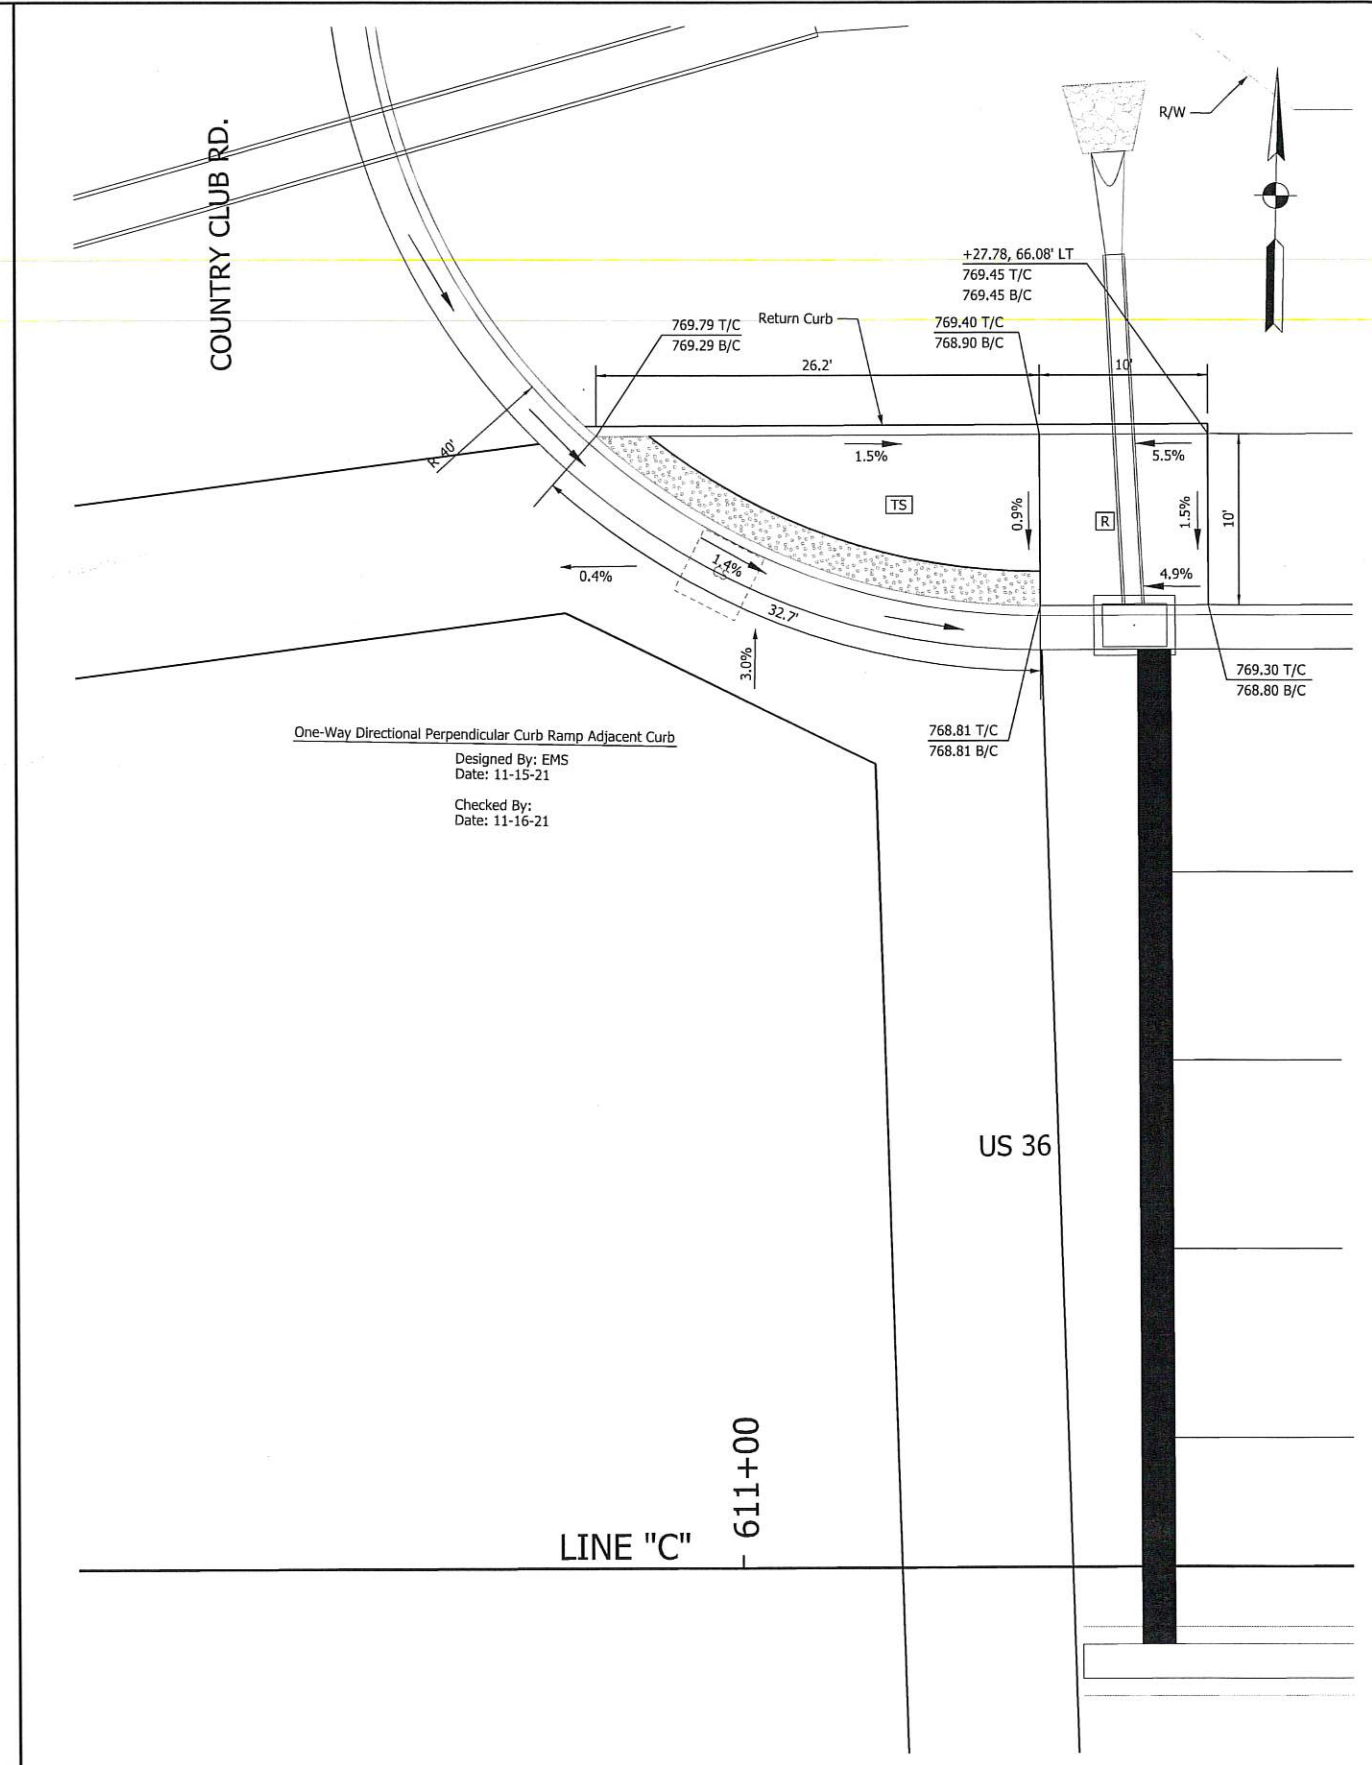 COUNTRY CLUB RD.
R/W
+27.78, 66.08' LT
769.45 T/C
769.45 B/C
769.79 T/C
769.29 B/C
Return Curb
769.40 T/C
768.90 B/C
26.2'
10'
R 40'
1.5%
5.5%
TS
0.9%
R
1.5%
10'
0.4%
1.4%
4.9%
32.7'
3.0%
769.30 T/C
768.80 B/C
768.81 T/C
768.81 B/C
One-Way Directional Perpendicular Curb Ramp Adjacent Curb
Designed By: EMS
Date: 11-15-21
Checked By:
Date: 11-16-21
US 36
611+00
LINE "C"